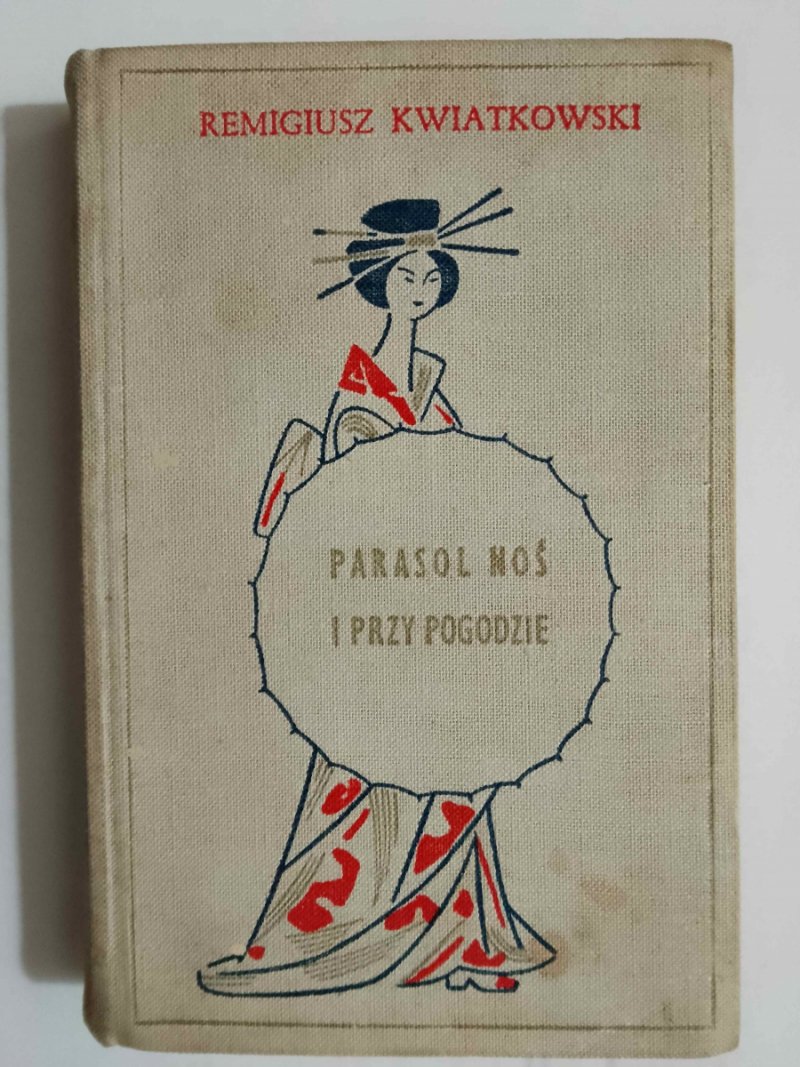 REMIGIUSZ KWIATKOWSKI
PARASOL NOŚ
I PRZY POGODZIE